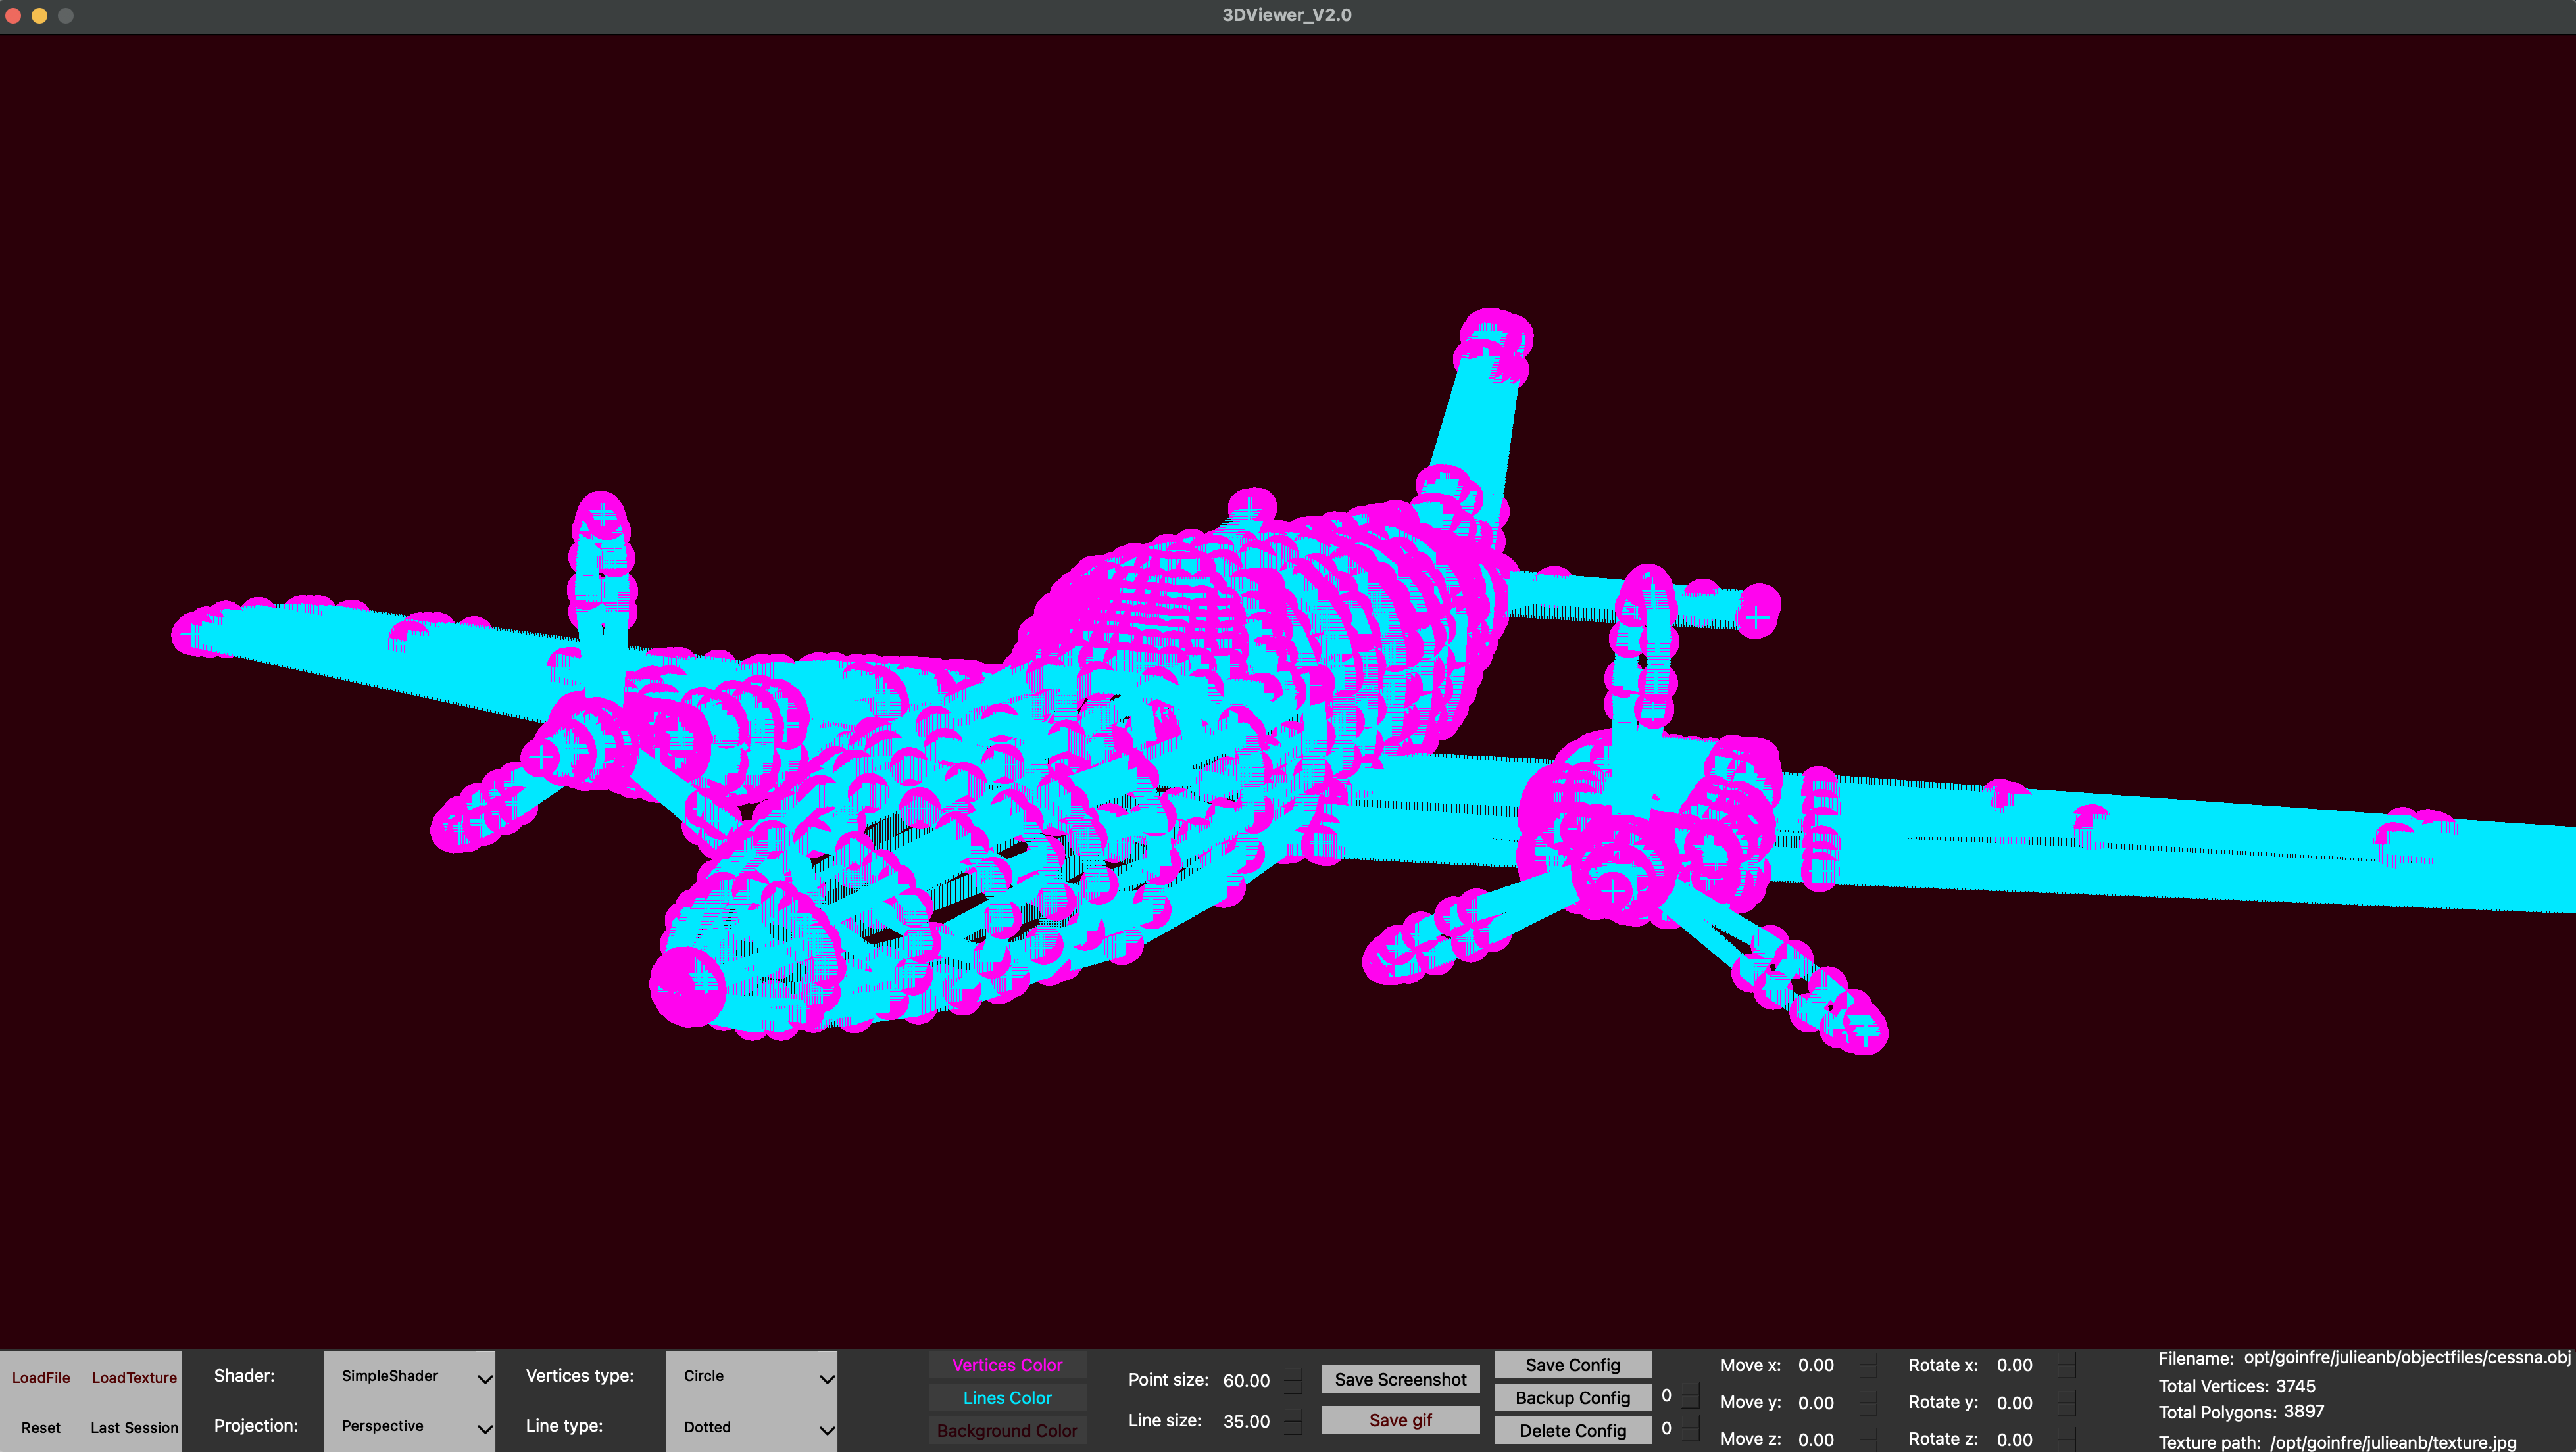 3DViewer_V2.0
LoadFile LoadTexture Shader: SimpleShader Vertices type: Circle
Reset Last Session Projection: Perspective Line type: Dotted
Vertices Color
Lines Color
Background Color
Point size: 60.00 Save Screenshot
Line size: 35.00 Save gif
Save Config
Backup Config 0
Delete Config 0
Move x: 0.00 Rotate x: 0.00
Move y: 0.00 Rotate y: 0.00
Move z: 0.00 Rotate z: 0.00
Filename: opt/goinfre/julieanb/objectfiles/cessna.obj
Total Vertices: 3745
Total Polygons: 3897
Texture path: /opt/goinfre/julieanb/texture.jpg